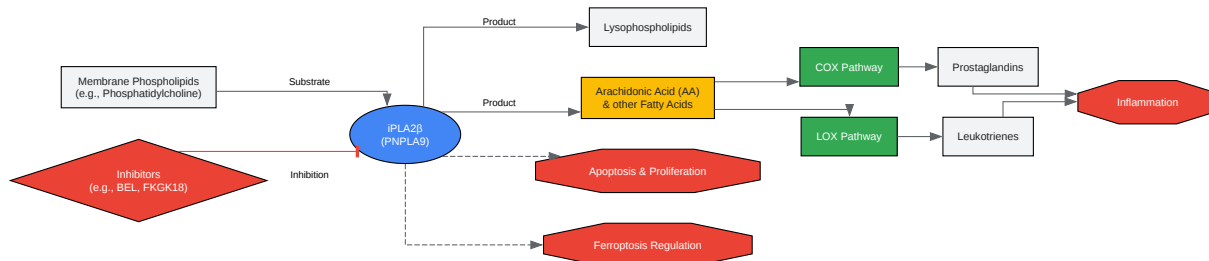 Product
Lysophospholipids
Membrane Phospholipids
(e.g., Phosphatidylcholine)
Substrate
Product
Arachidonic Acid (AA)
& other Fatty Acids
COX Pathway
Prostaglandins
Inflammation
iPLA2β
(PNPLA9)
LOX Pathway
Leukotrienes
Inhibitors
(e.g., BEL, FKGK18)
Inhibition
Apoptosis & Proliferation
Ferroptosis Regulation